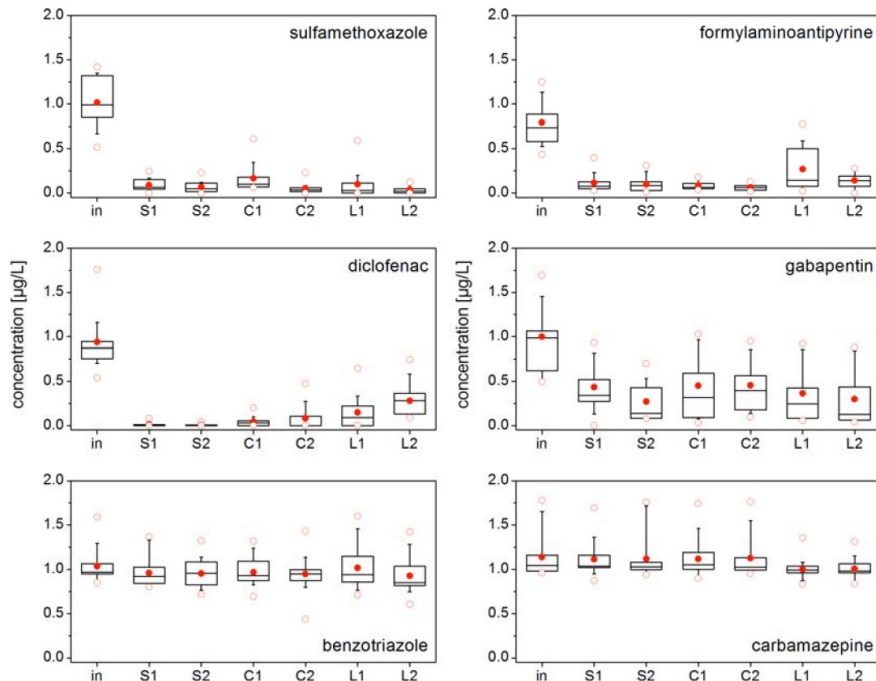 2.0
sulfamethoxazole
1.5
1.0
0.5
0.0
in S1 S2 C1 C2 L1 L2
2.0
formylaminoantipyrine
1.5
1.0
0.5
0.0
in S1 S2 C1 C2 L1 L2
concentration [µg/L]
2.0
diclofenac
1.5
1.0
0.5
0.0
in S1 S2 C1 C2 L1 L2
concentration [µg/L]
2.0
gabapentin
1.5
1.0
0.5
0.0
in S1 S2 C1 C2 L1 L2
2.0
1.5
1.0
0.5
benzotriazole
0.0
in S1 S2 C1 C2 L1 L2
2.0
1.5
1.0
0.5
carbamazepine
0.0
in S1 S2 C1 C2 L1 L2